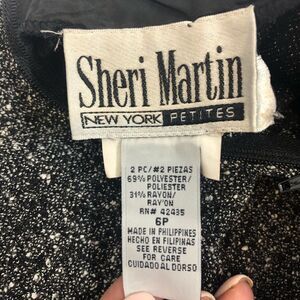 Sheri Martin
NEW YORK PETITES
2 PC/#2 PIEZAS
69% POLYESTER/
POLIESTER
31% RAYON/
RAYON
RN# 42435
6P
MADE IN PHILIPPINES
HECHO EN FILIPINAS
SEE REVERSE
FOR CARE
CUIDADO AL DORSO